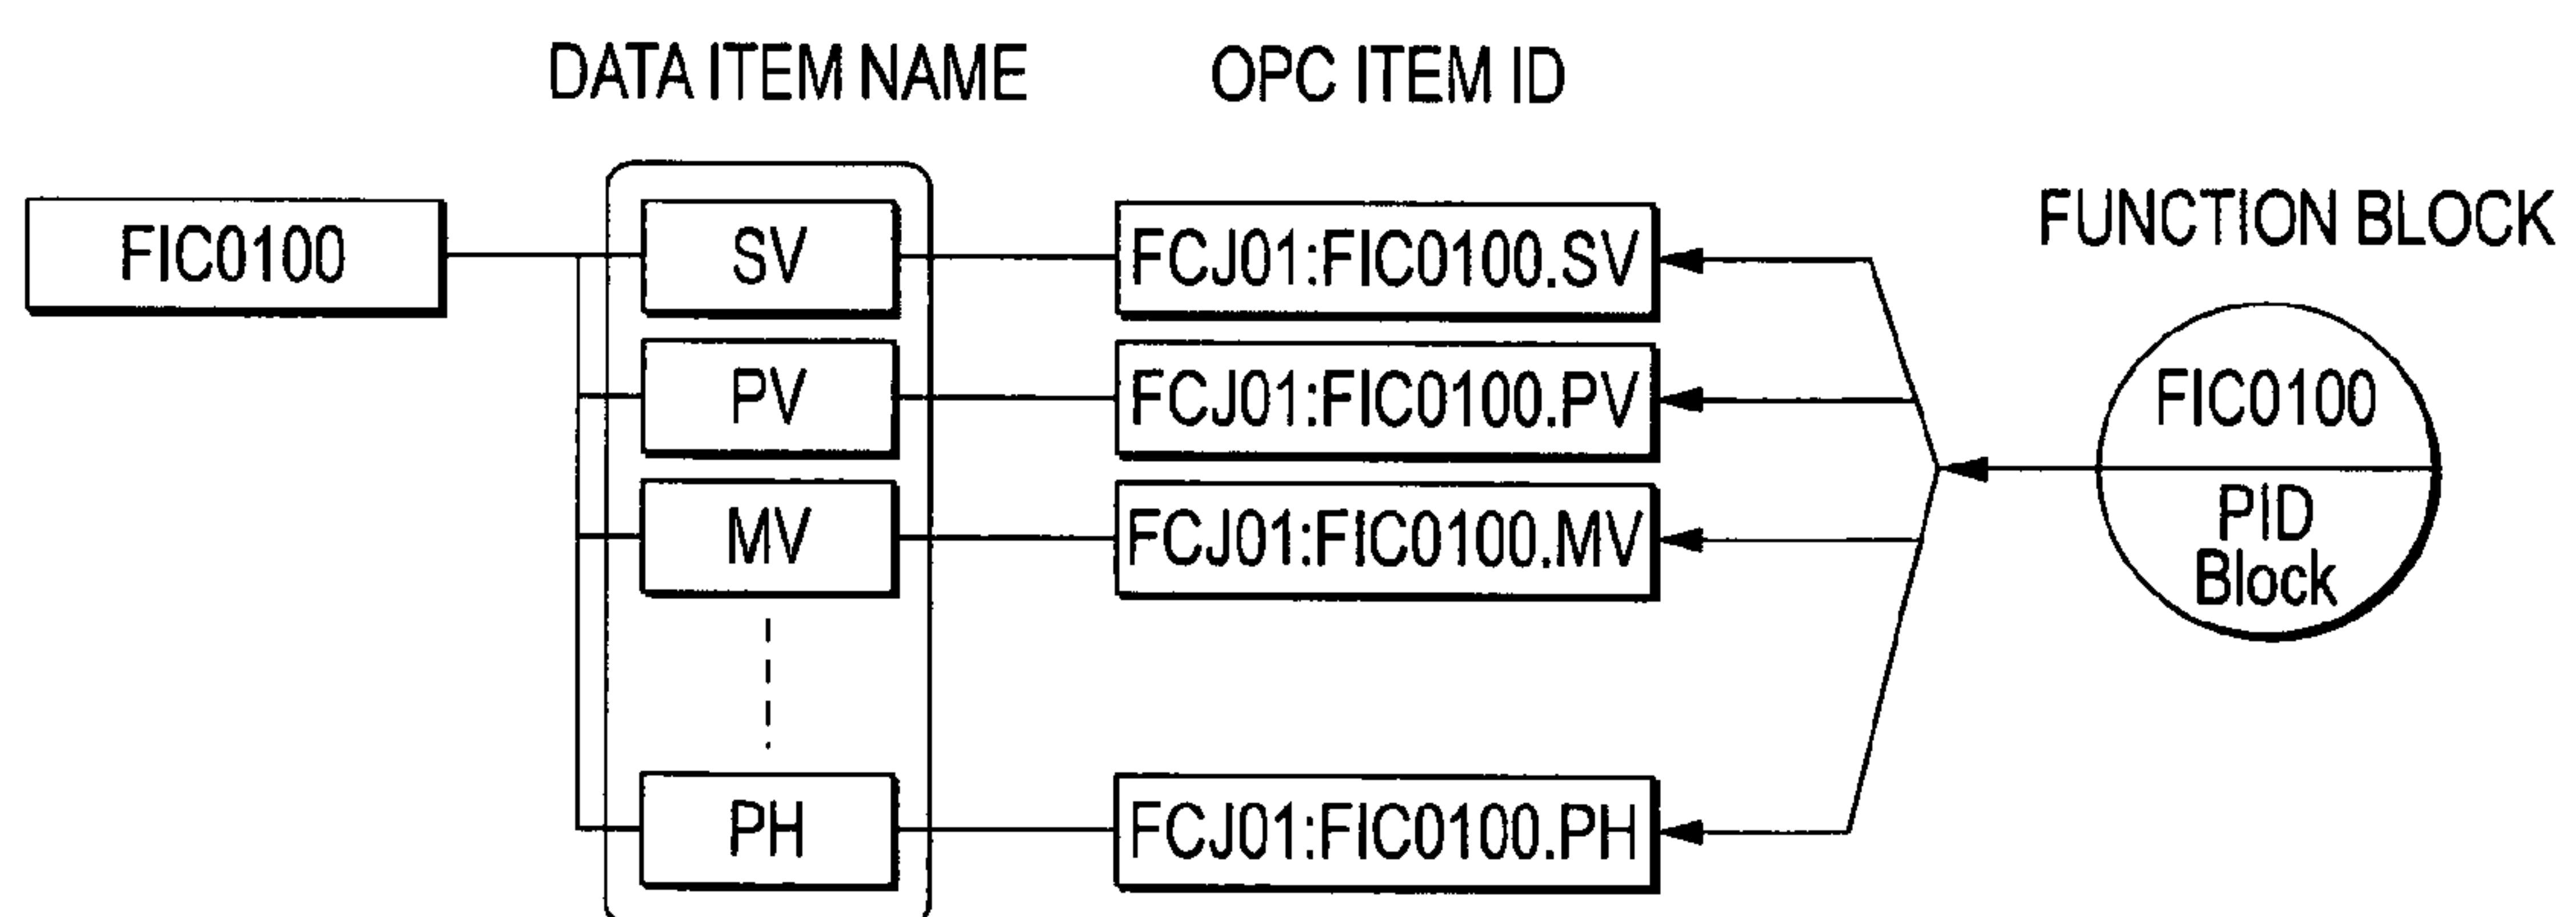 DATA ITEM NAME
OPC ITEM ID
FUNCTION BLOCK
FIC0100
SV
FCJ01:FIC0100.SV
PV
FCJ01:FIC0100.PV
MV
FCJ01:FIC0100.MV
PH
FCJ01:FIC0100.PH
FIC0100
PID
Block